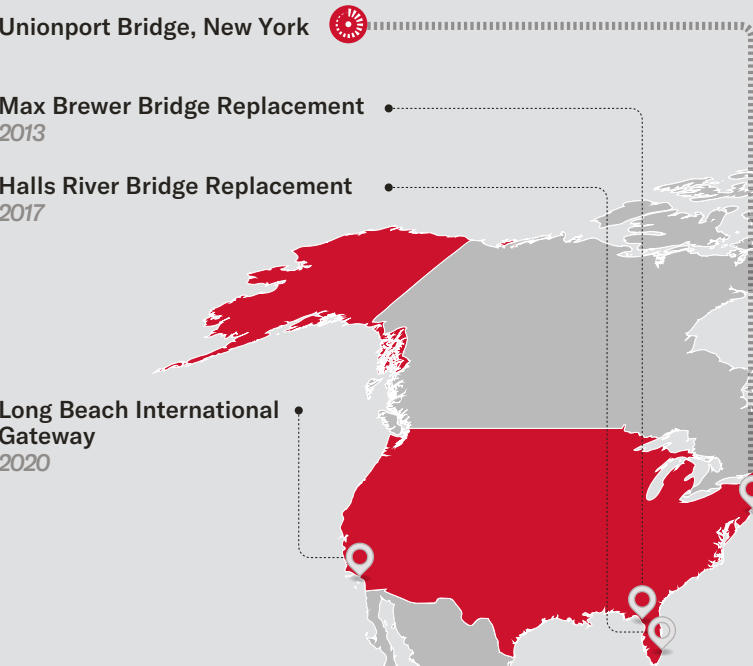 Unionport Bridge, New York
Max Brewer Bridge Replacement
2013
Halls River Bridge Replacement
2017
Long Beach International
Gateway
2020